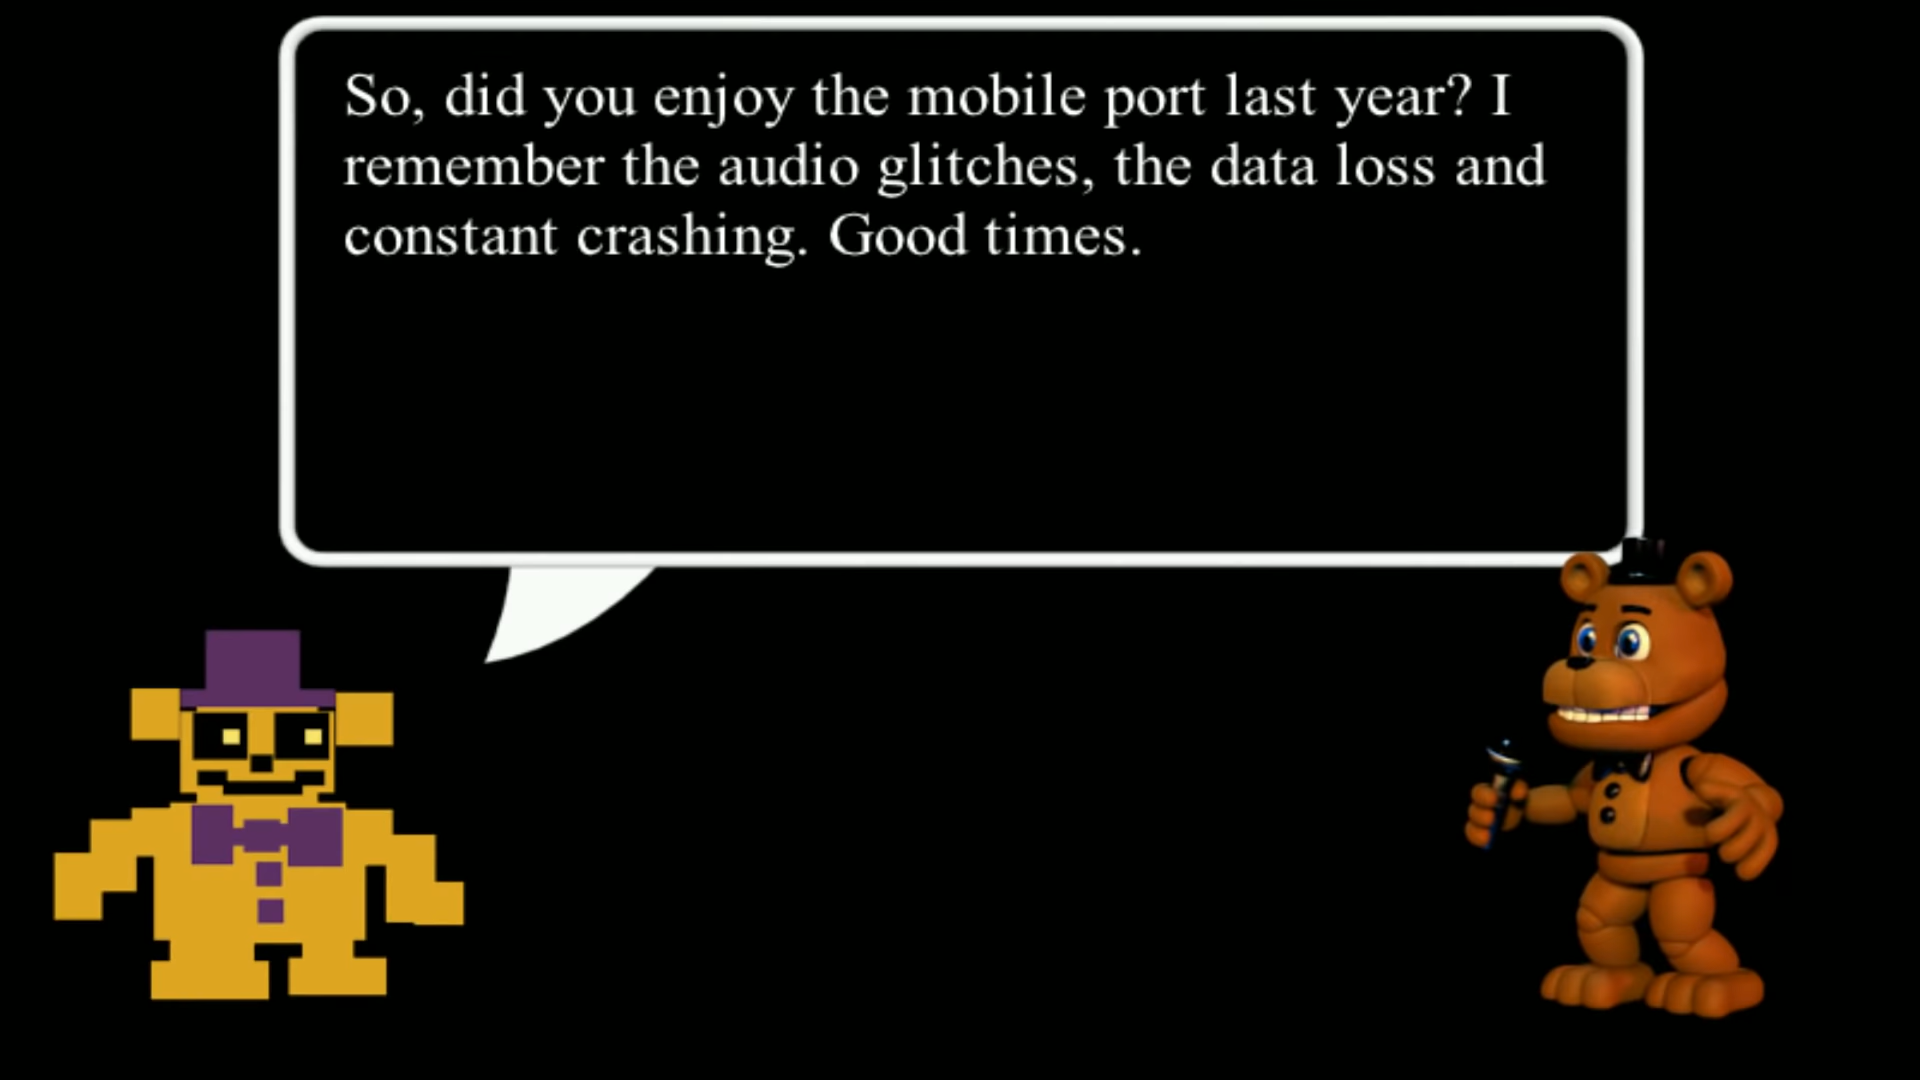 So, did you enjoy the mobile port last year? I
remember the audio glitches, the data loss and
constant crashing. Good times.